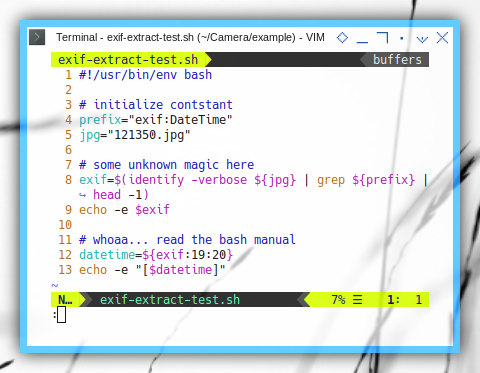 Terminal - exif-extract-test.sh (~/Camera/example) - VIM
exif-extract-test.sh buffers
1 #!/usr/bin/env bash
2
3 # initialize contstant
4 prefix="exif:DateTime"
5 jpg="121350.jpg"
6
7 # some unknown magic here
8 exif=$(identify -verbose ${jpg} | grep ${prefix} |
↪ head -1)
9 echo -e $exif
10
11 # whoaa... read the bash manual
12 datetime=${exif:19:20}
13 echo -e "[$datetime]"
~
N… exif-extract-test.sh 7% ☰ 1: 1
: